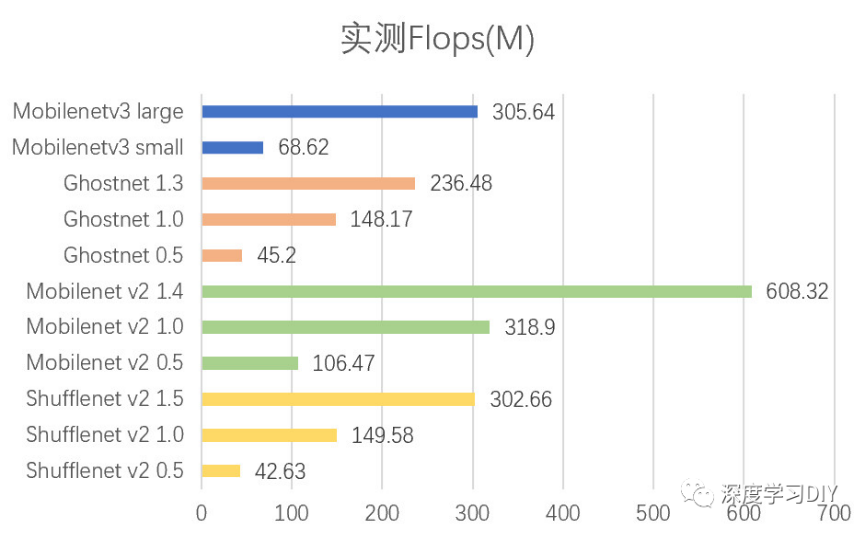 实测Flops(M)
Mobilenetv3 large 305.64
Mobilenetv3 small 68.62
Ghostnet 1.3 236.48
Ghostnet 1.0 148.17
Ghostnet 0.5 45.2
Mobilenet v2 1.4 608.32
Mobilenet v2 1.0 318.9
Mobilenet v2 0.5 106.47
Shufflenet v2 1.5 302.66
Shufflenet v2 1.0 149.58
Shufflenet v2 0.5 42.63
深度学习DIY
0 100 200 300 400 500 600 700